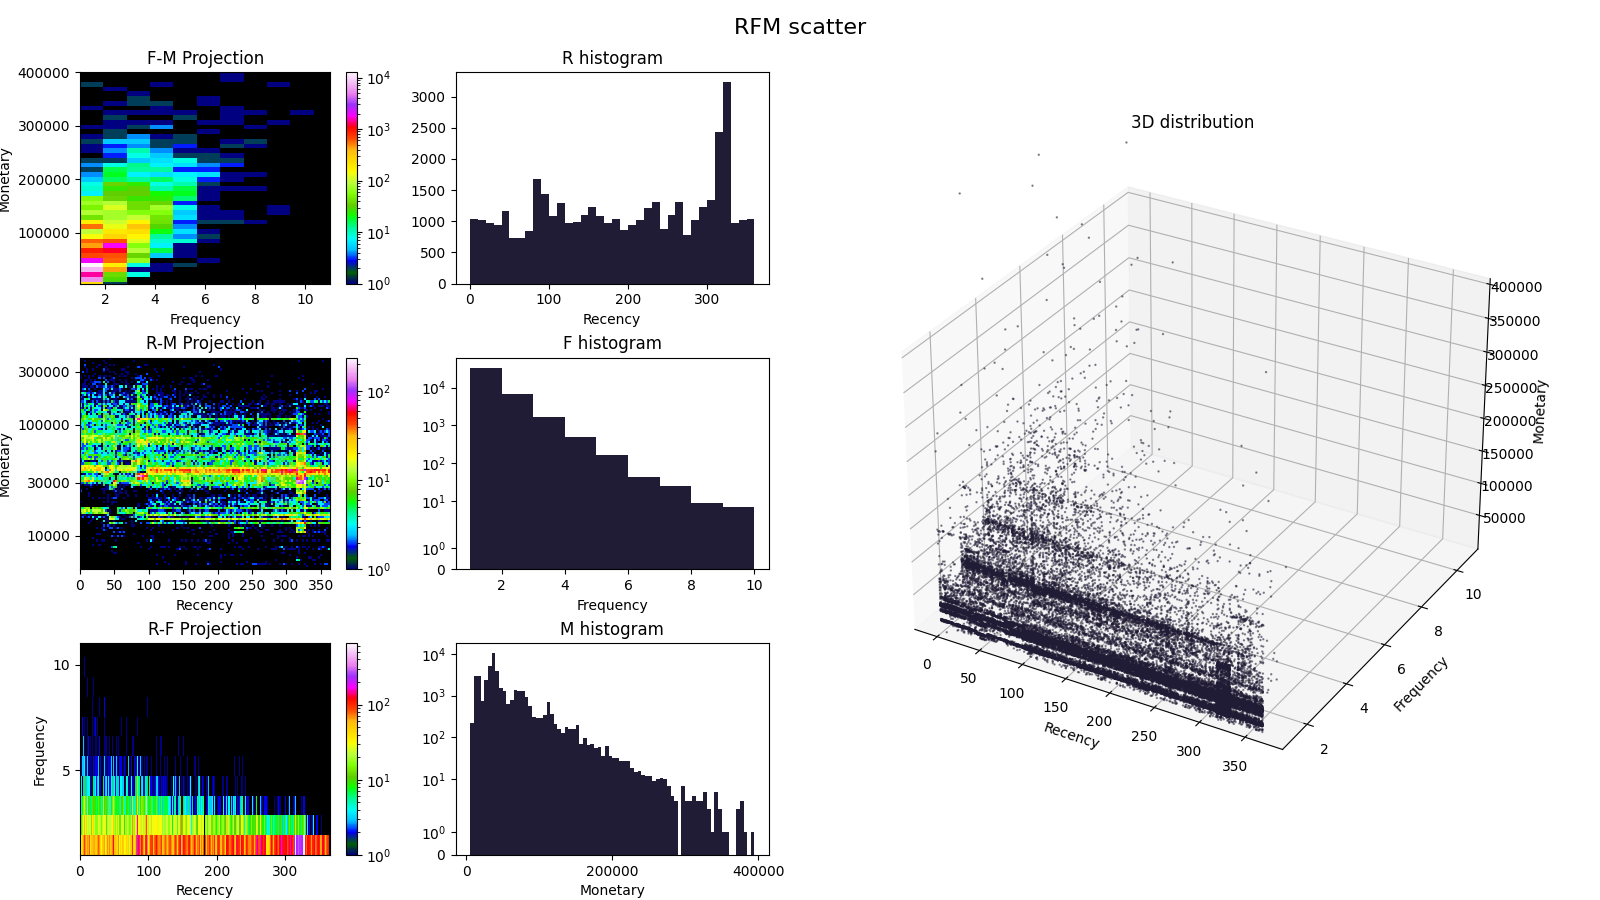 RFM scatter
F-M Projection
400000
300000
200000
100000
Monetary
2 4 6 8 10
Frequency
10^4
10^3
10^2
10^1
10^0
R histogram
3000
2500
2000
1500
1000
500
0
0 100 200 300
Recency
R-M Projection
300000
100000
30000
10000
Monetary
0 50 100 150 200 250 300 350
Recency
10^2
10^1
10^0
F histogram
10^4
10^3
10^2
10^1
10^0
0
2 4 6 8 10
Frequency
R-F Projection
10
5
Frequency
0 100 200 300
Recency
10^2
10^1
10^0
M histogram
10^4
10^3
10^2
10^1
10^0
0
0 200000 400000
Monetary
3D distribution
400000
350000
300000
250000
200000
150000
100000
50000
Monetary
0 50 100 150 200 250 300 350
Recency
2 4 6 8 10
Frequency